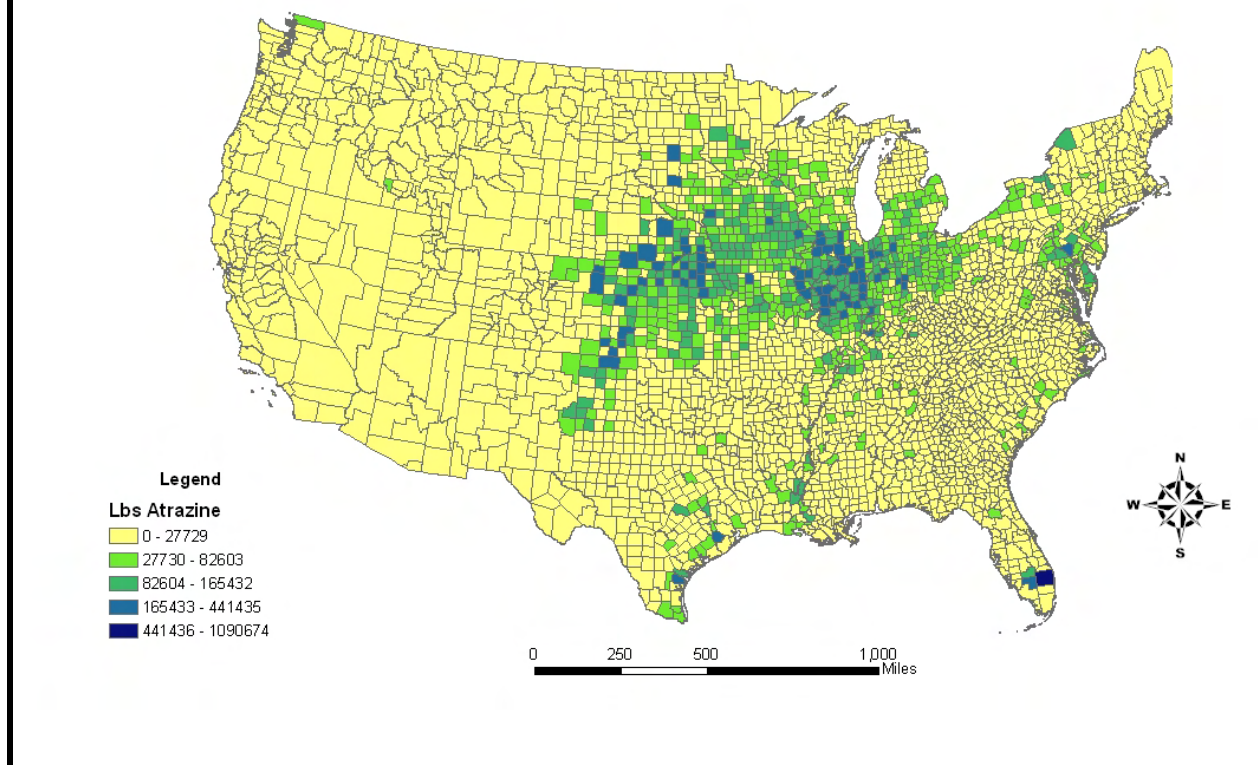 Legend
Lbs Atrazine
0 - 27729
27730 - 82603
82604 - 165432
165433 - 441435
441436 - 1090674
N
W E
S
0 250 500 1,000
Miles